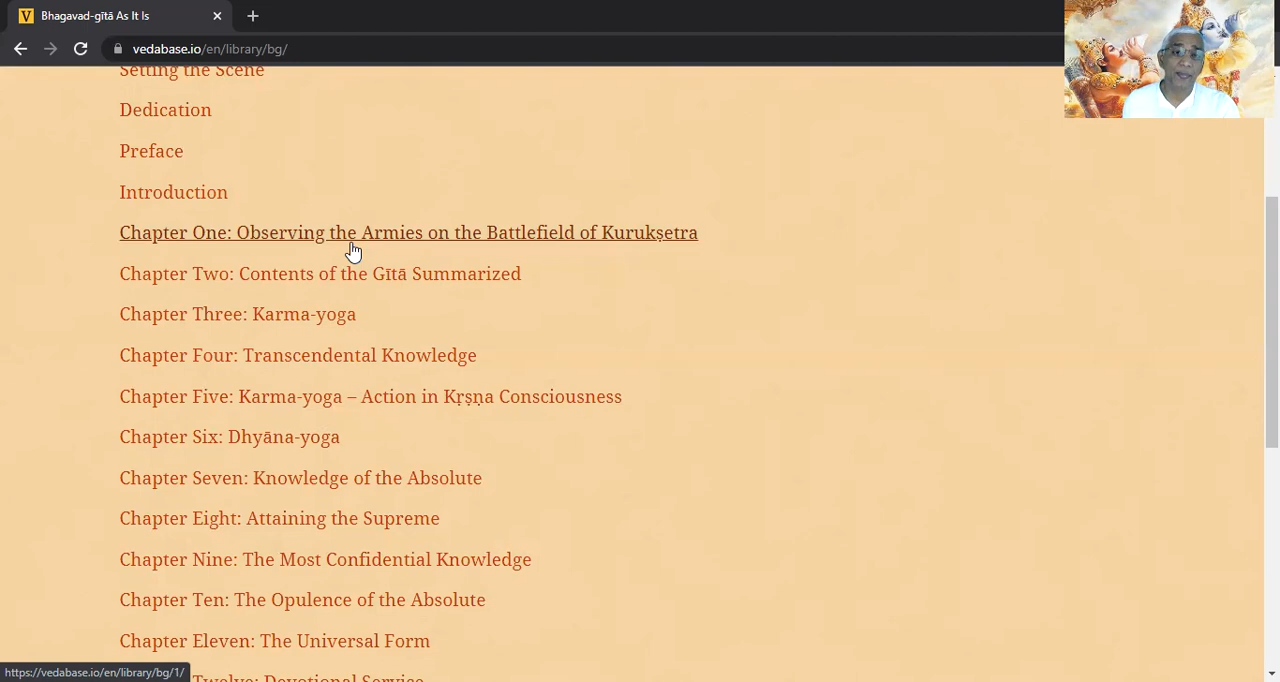 Bhagavad-gītā As It Is
vedabase.io/en/library/bg/
Setting the Scene
Dedication
Preface
Introduction
Chapter One: Observing the Armies on the Battlefield of Kurukṣetra
Chapter Two: Contents of the Gītā Summarized
Chapter Three: Karma-yoga
Chapter Four: Transcendental Knowledge
Chapter Five: Karma-yoga – Action in Kṛṣṇa Consciousness
Chapter Six: Dhyāna-yoga
Chapter Seven: Knowledge of the Absolute
Chapter Eight: Attaining the Supreme
Chapter Nine: The Most Confidential Knowledge
Chapter Ten: The Opulence of the Absolute
Chapter Eleven: The Universal Form
https://vedabase.io/en/library/bg/1/
Twelve: Devotional Service